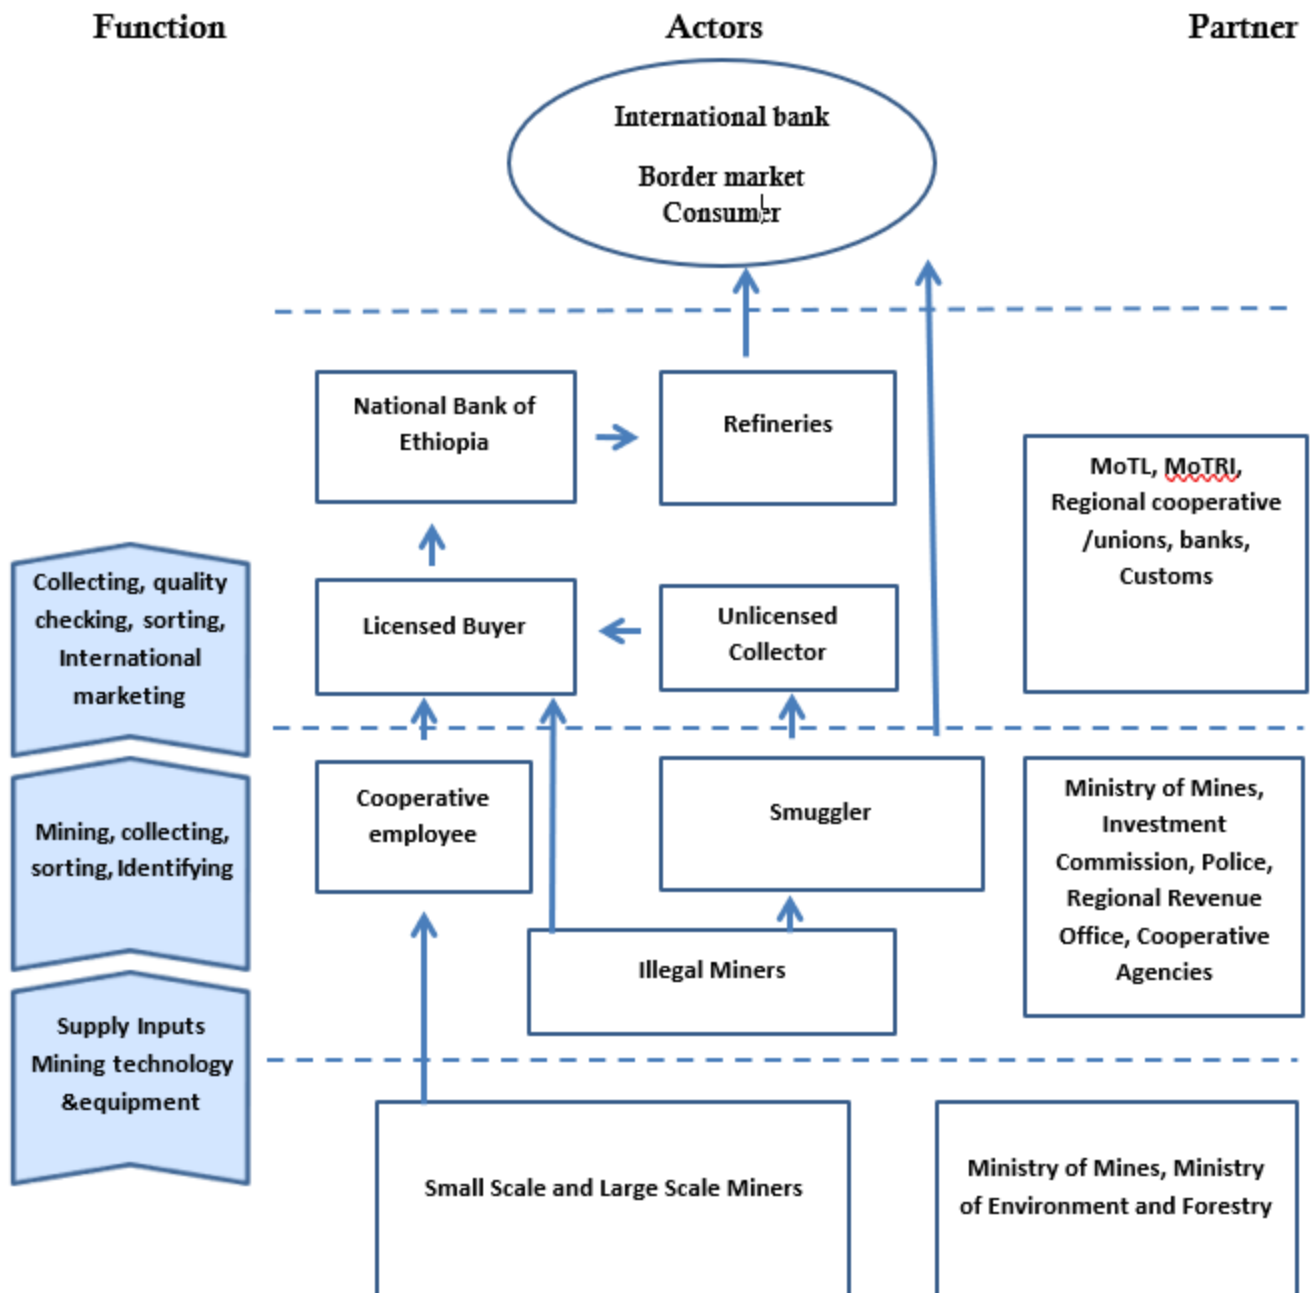 Function
Actors
Partner
International bank
Border market
Consumer
National Bank of
Ethiopia
Refineries
MoTL, MoTRI,
Regional cooperative
/unions, banks,
Customs
Collecting, quality
checking, sorting,
International
marketing
Licensed Buyer
Unlicensed
Collector
Mining, collecting,
sorting, Identifying
Cooperative
employee
Smuggler
Ministry of Mines,
Investment
Commission, Police,
Regional Revenue
Office, Cooperative
Agencies
Illegal Miners
Supply Inputs
Mining technology
&equipment
Small Scale and Large Scale Miners
Ministry of Mines, Ministry
of Environment and Forestry